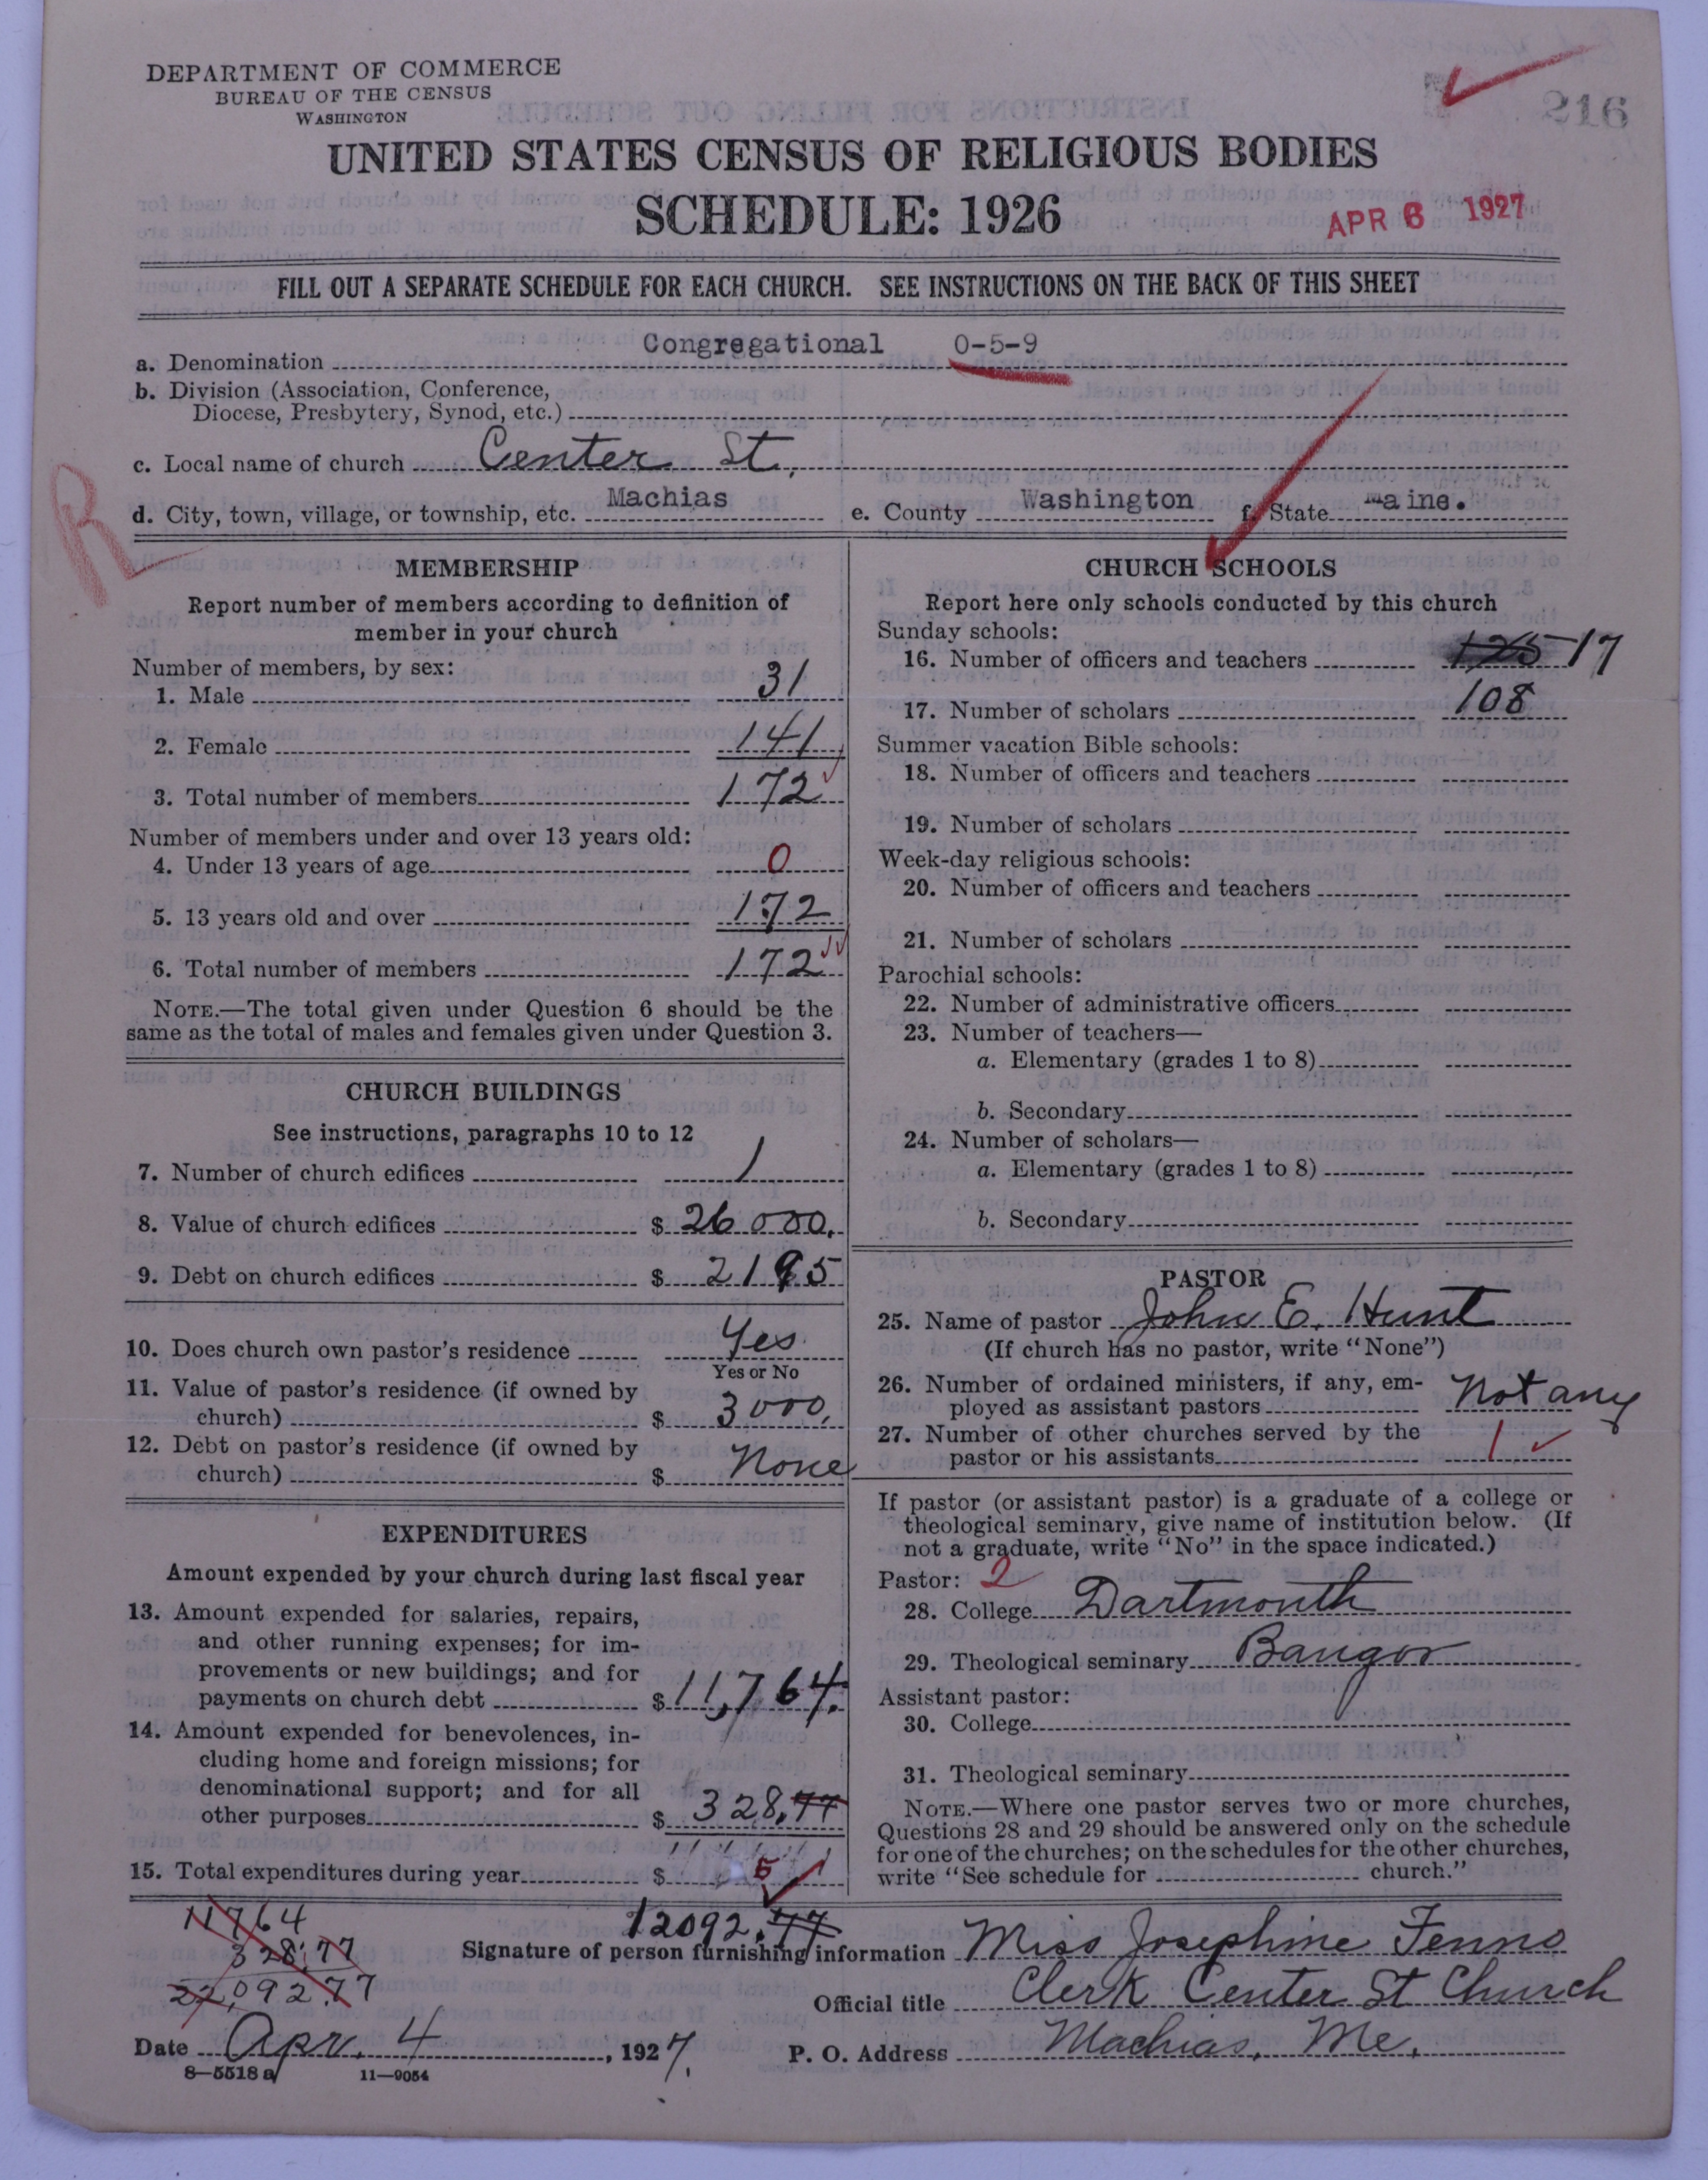 DEPARTMENT OF COMMERCE
BUREAU OF THE CENSUS
WASHINGTON
216
UNITED STATES CENSUS OF RELIGIOUS BODIES
SCHEDULE: 1926
APR 6 1927
FILL OUT A SEPARATE SCHEDULE FOR EACH CHURCH. SEE INSTRUCTIONS ON THE BACK OF THIS SHEET
a. Denomination Congregational 0-5-9
b. Division (Association, Conference,
Diocese, Presbytery, Synod, etc.)
c. Local name of church Center St.
R
d. City, town, village, or township, etc. Machias e. County Washington f. State Maine.
MEMBERSHIP
Report number of members according to definition of
member in your church
Number of members, by sex:
1. Male 31
2. Female 141
3. Total number of members 172
Number of members under and over 13 years old:
4. Under 13 years of age 0
5. 13 years old and over 172
6. Total number of members 172
NOTE.—The total given under Question 6 should be the
same as the total of males and females given under Question 3.
CHURCH BUILDINGS
See instructions, paragraphs 10 to 12
7. Number of church edifices 1
8. Value of church edifices $ 26000.
9. Debt on church edifices $ 2195
10. Does church own pastor's residence Yes
Yes or No
11. Value of pastor's residence (if owned by
church) $ 3000.
12. Debt on pastor's residence (if owned by
church) $ None
EXPENDITURES
Amount expended by your church during last fiscal year
13. Amount expended for salaries, repairs,
and other running expenses; for im-
provements or new buildings; and for
payments on church debt $ 11,764.
14. Amount expended for benevolences, in-
cluding home and foreign missions; for
denominational support; and for all
other purposes $ 328.77
15. Total expenditures during year $
5
12092.77
CHURCH SCHOOLS
Report here only schools conducted by this church
Sunday schools:
16. Number of officers and teachers 125 17
17. Number of scholars 108
Summer vacation Bible schools:
18. Number of officers and teachers
19. Number of scholars
Week-day religious schools:
20. Number of officers and teachers
21. Number of scholars
Parochial schools:
22. Number of administrative officers
23. Number of teachers—
a. Elementary (grades 1 to 8)
b. Secondary
24. Number of scholars—
a. Elementary (grades 1 to 8)
b. Secondary
PASTOR
25. Name of pastor John E. Hunt
(If church has no pastor, write "None")
26. Number of ordained ministers, if any, em-
ployed as assistant pastors Not any
27. Number of other churches served by the
pastor or his assistants 1
If pastor (or assistant pastor) is a graduate of a college or
theological seminary, give name of institution below. (If
not a graduate, write "No" in the space indicated.)
Pastor: 2
28. College Dartmouth
29. Theological seminary Bangor
Assistant pastor:
30. College
31. Theological seminary
NOTE.—Where one pastor serves two or more churches,
Questions 28 and 29 should be answered only on the schedule
for one of the churches; on the schedules for the other churches,
write "See schedule for church."
11764
328.77
22,092.77
Signature of person furnishing information Miss Josephine Fenno
Official title Clerk Center St Church
Date Apr. 4, 1927. P. O. Address Machias, Me.
8—5518 a 11—9054